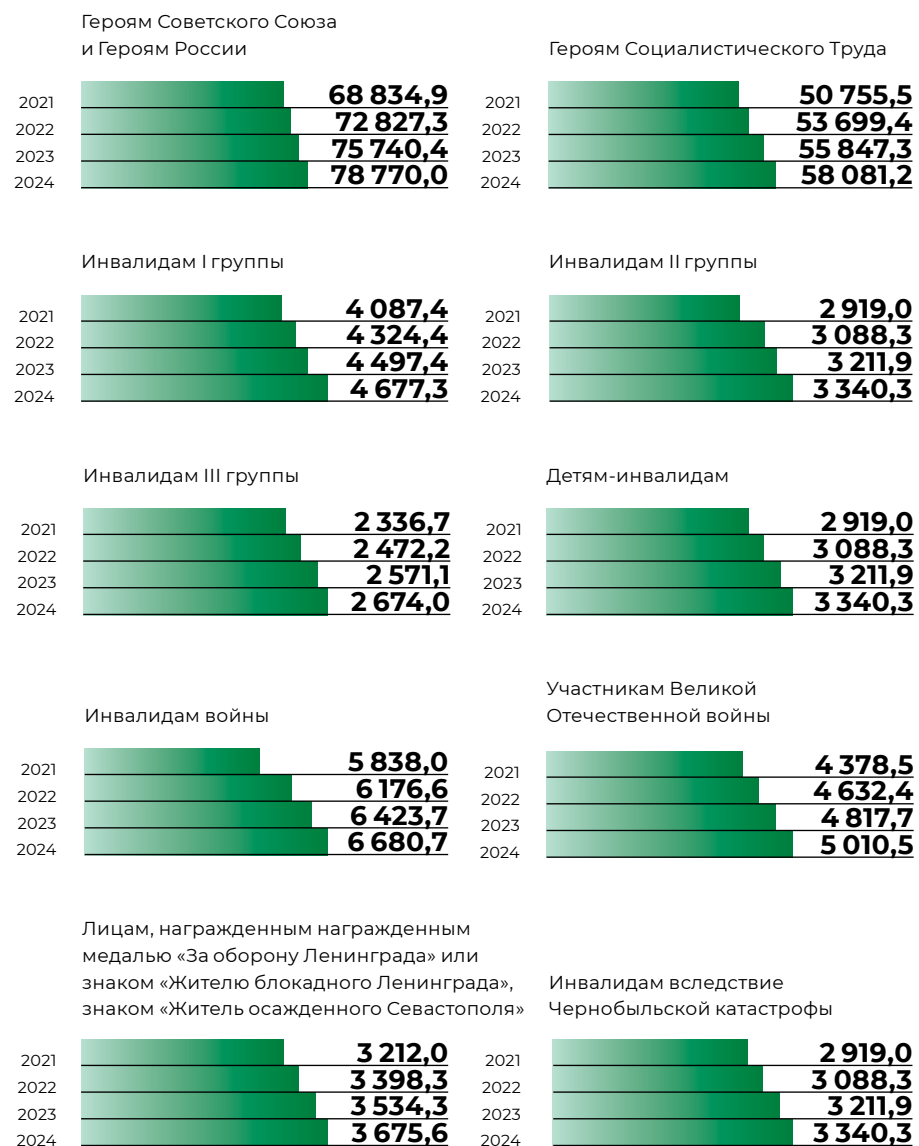 Героям Советского Союза
и Героям России
2021 68 834,9
2022 72 827,3
2023 75 740,4
2024 78 770,0
Героям Социалистического Труда
2021 50 755,5
2022 53 699,4
2023 55 847,3
2024 58 081,2
Инвалидам I группы
2021 4 087,4
2022 4 324,4
2023 4 497,4
2024 4 677,3
Инвалидам II группы
2021 2 919,0
2022 3 088,3
2023 3 211,9
2024 3 340,3
Инвалидам III группы
2021 2 336,7
2022 2 472,2
2023 2 571,1
2024 2 674,0
Детям-инвалидам
2021 2 919,0
2022 3 088,3
2023 3 211,9
2024 3 340,3
Инвалидам войны
2021 5 838,0
2022 6 176,6
2023 6 423,7
2024 6 680,7
Участникам Великой
Отечественной войны
2021 4 378,5
2022 4 632,4
2023 4 817,7
2024 5 010,5
Лицам, награжденным награжденным
медалью «За оборону Ленинграда» или
знаком «Жителю блокадного Ленинграда»,
знаком «Житель осажденного Севастополя»
2021 3 212,0
2022 3 398,3
2023 3 534,3
2024 3 675,6
Инвалидам вследствие
Чернобыльской катастрофы
2021 2 919,0
2022 3 088,3
2023 3 211,9
2024 3 340,3